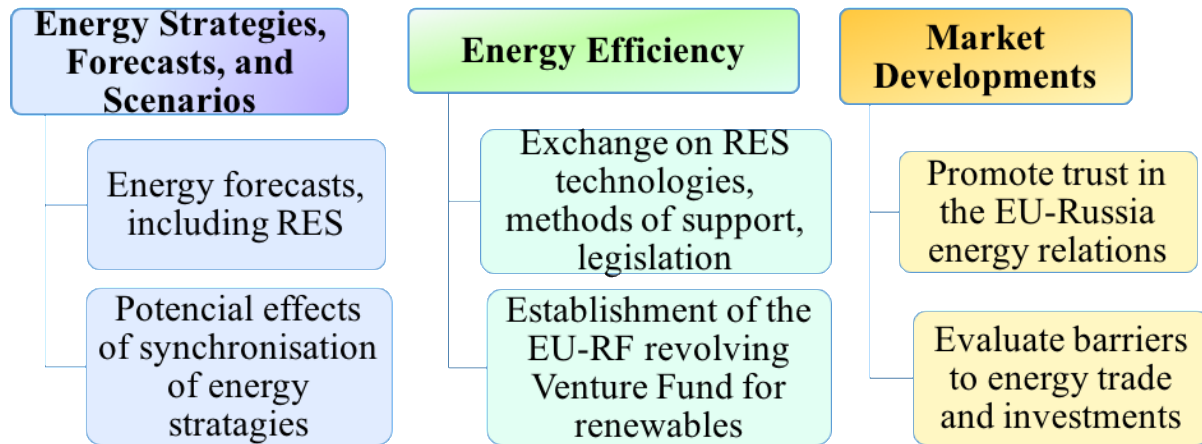 Energy Strategies,
Forecasts, and
Scenarios
Energy forecasts,
including RES
Potencial effects
of synchronisation
of energy
stratagies
Energy Efficiency
Exchange on RES
technologies,
methods of support,
legislation
Establishment of the
EU-RF revolving
Venture Fund for
renewables
Market
Developments
Promote trust in
the EU-Russia
energy relations
Evaluate barriers
to energy trade
and investments